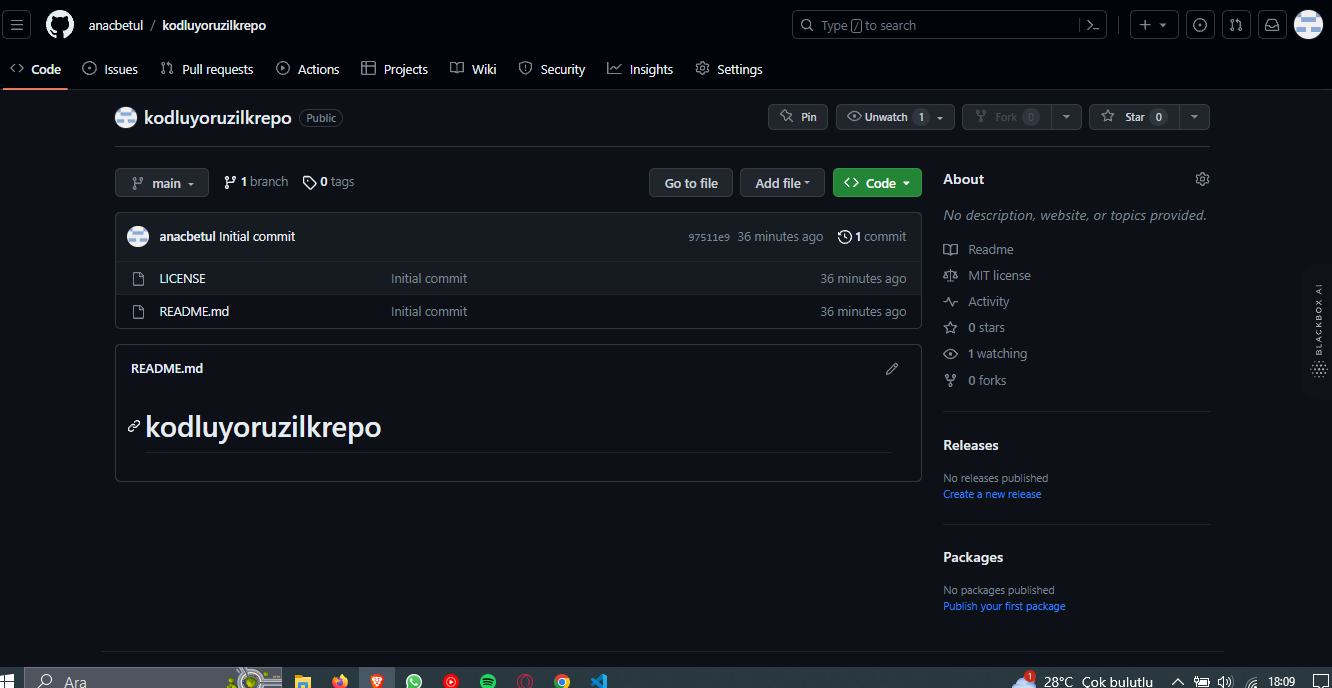 anacbetul / kodluyoruzilkrepo
Type / to search
Code Issues Pull requests Actions Projects Wiki Security Insights Settings
kodluyoruzilkrepo Public
Pin Unwatch 1 Fork 0 Star 0
main 1 branch 0 tags Go to file Add file Code
anacbetul Initial commit 97511e9 36 minutes ago 1 commit
LICENSE Initial commit 36 minutes ago
README.md Initial commit 36 minutes ago
README.md
kodluyoruzilkrepo
About
No description, website, or topics provided.
Readme
MIT license
Activity
0 stars
1 watching
0 forks
Releases
No releases published
Create a new release
Packages
No packages published
Publish your first package
BLACKBOX AI
Ara 1 28°C Çok bulutlu 18:09